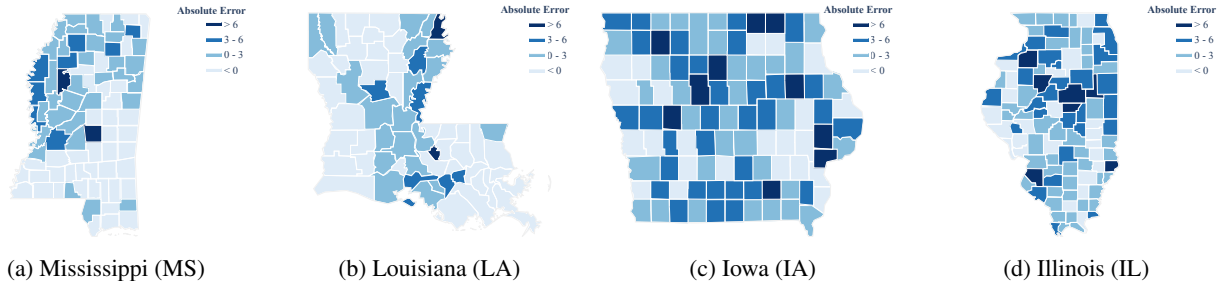 Absolute Error
> 6
3 - 6
0 - 3
< 0
Absolute Error
> 6
3 - 6
0 - 3
< 0
Absolute Error
> 6
3 - 6
0 - 3
< 0
Absolute Error
> 6
3 - 6
0 - 3
< 0
(a) Mississippi (MS)
(b) Louisiana (LA)
(c) Iowa (IA)
(d) Illinois (IL)